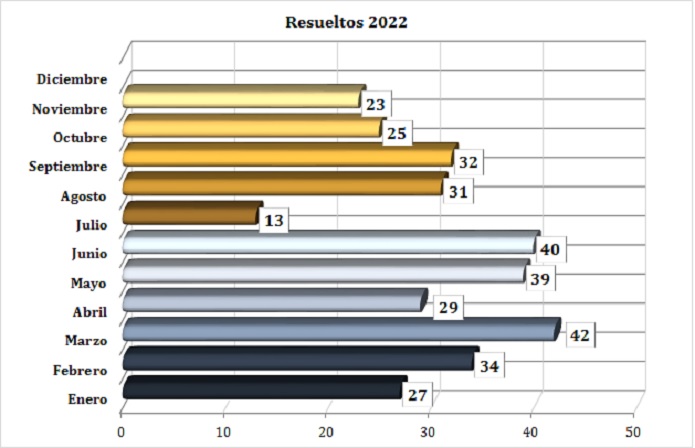 Resueltos 2022
Diciembre
Noviembre
23
Octubre
25
Septiembre
32
Agosto
31
Julio
13
Junio
40
Mayo
39
Abril
29
Marzo
42
Febrero
34
Enero
27
0 10 20 30 40 50